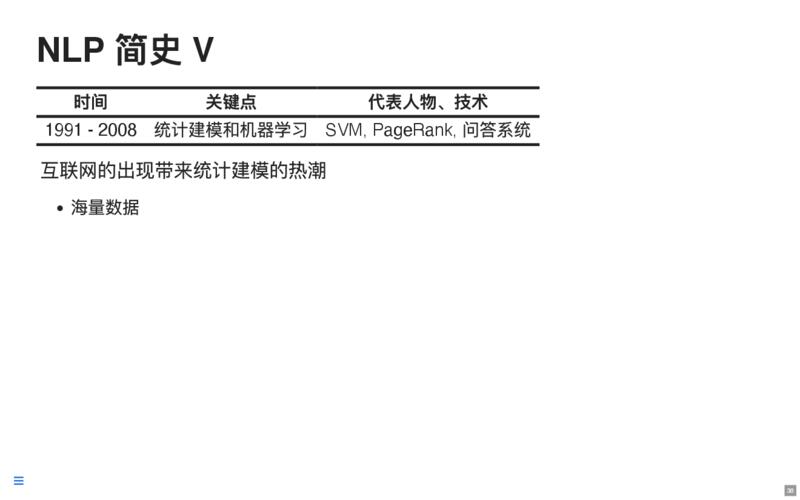 NLP 简史 V
时间 关键点 代表人物、技术
1991 - 2008 统计建模和机器学习 SVM, PageRank, 问答系统
互联网的出现带来统计建模的热潮
• 海量数据